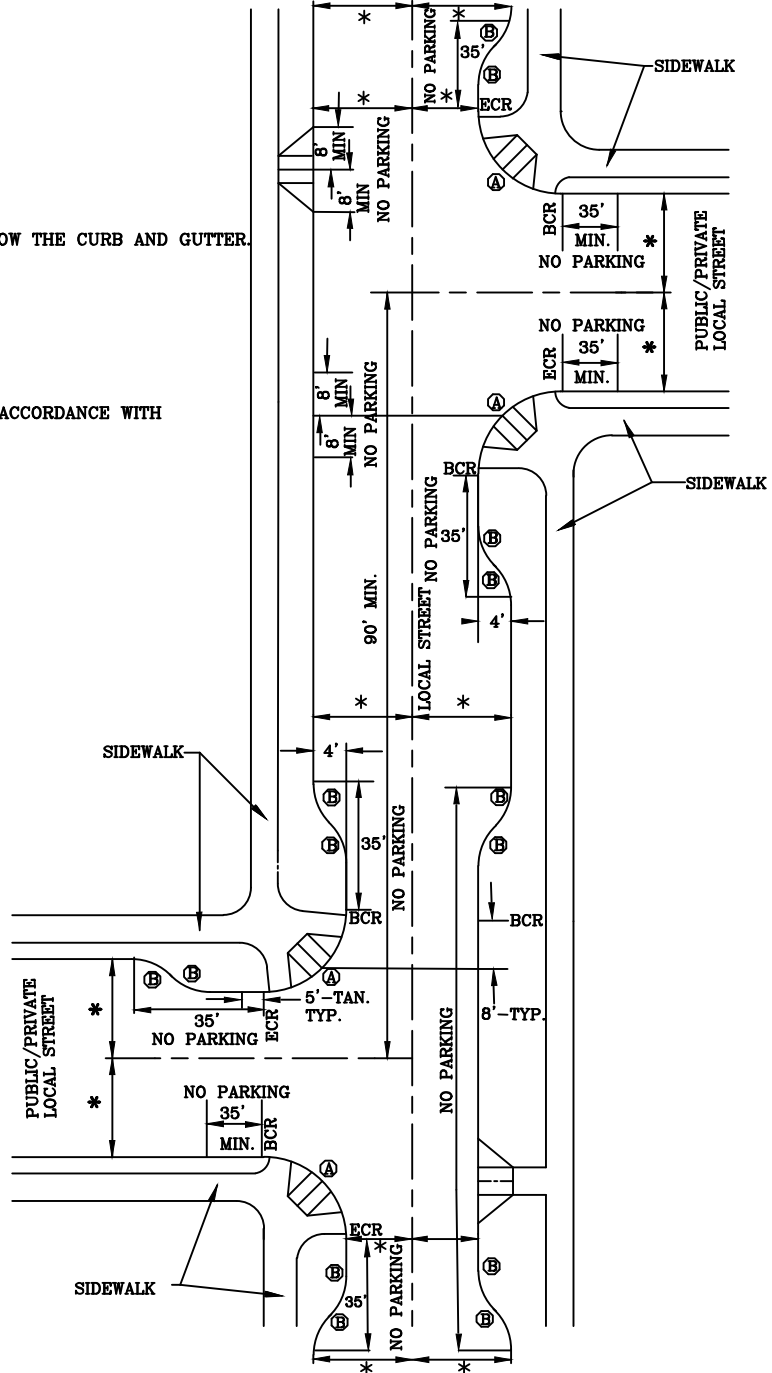 *
*
B
35'
NO PARKING
B
SIDEWALK
*
*
ECR
8'
MIN
NO PARKING
A
8'
MIN
BCR
35'
MIN.
*
PUBLIC/PRIVATE
LOCAL STREET
OW THE CURB AND GUTTER.
NO PARKING
NO PARKING
ECR
35'
MIN.
*
8'
MIN
NO PARKING
A
ACCORDANCE WITH
8'
MIN
BCR
SIDEWALK
NO PARKING
35'
B
B
90' MIN.
4'
LOCAL STREET
*
*
SIDEWALK
4'
B
B
35'
B
B
NO PARKING
BCR
BCR
B
B
A
5'-TAN.
TYP.
8'-TYP.
35'
NO PARKING
ECR
*
PUBLIC/PRIVATE
LOCAL STREET
NO PARKING
NO PARKING
*
35'
MIN.
BCR
A
ECR
*
B
B
SIDEWALK
35'
NO PARKING
B
B
*
*